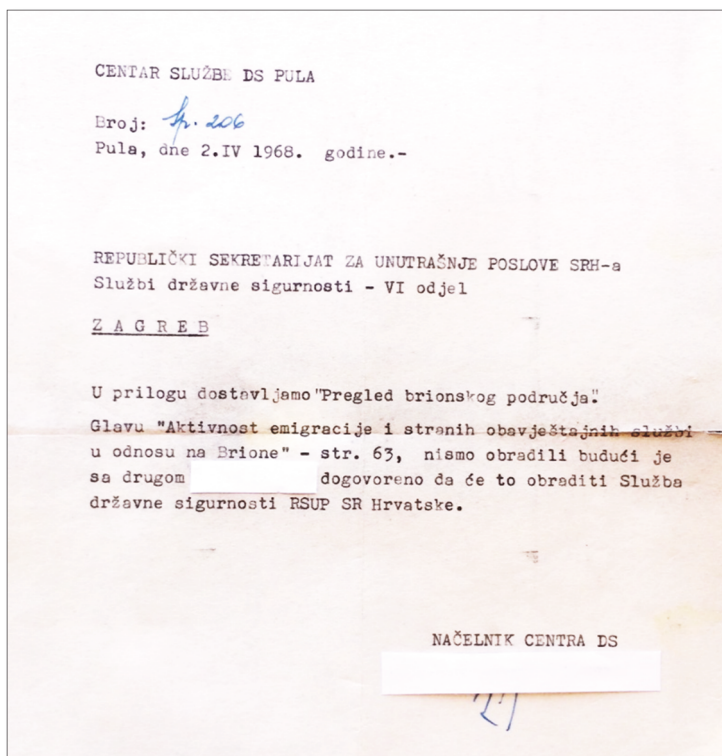 CENTAR SLUŽBE DS PULA
Broj: Sp. 206
Pula, dne 2.IV 1968. godine.-
REPUBLIČKI SEKRETARIJAT ZA UNUTRAŠNJE POSLOVE SRH-a
Službi državne sigurnosti - VI odjel
Z A G R E B
U prilogu dostavljamo "Pregled brionskog područja".
Glavu "Aktivnost emigracije i stranih obavještajnih službi
u odnosu na Brione" - str. 63, nismo obradili budući je
sa drugom dogovoreno da će to obraditi Služba
državne sigurnosti RSUP SR Hrvatske.
NAČELNIK CENTRA DS